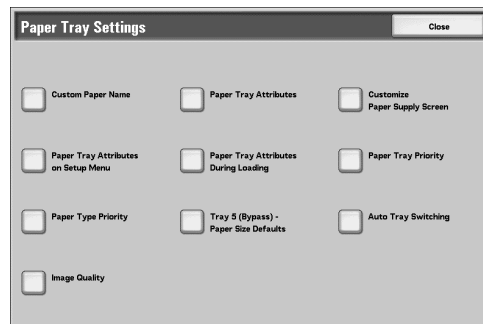 Paper Tray Settings
Close
Custom Paper Name
Paper Tray Attributes
Customize
Paper Supply Screen
Paper Tray Attributes
on Setup Menu
Paper Tray Attributes
During Loading
Paper Tray Priority
Paper Type Priority
Tray 5 (Bypass) -
Paper Size Defaults
Auto Tray Switching
Image Quality